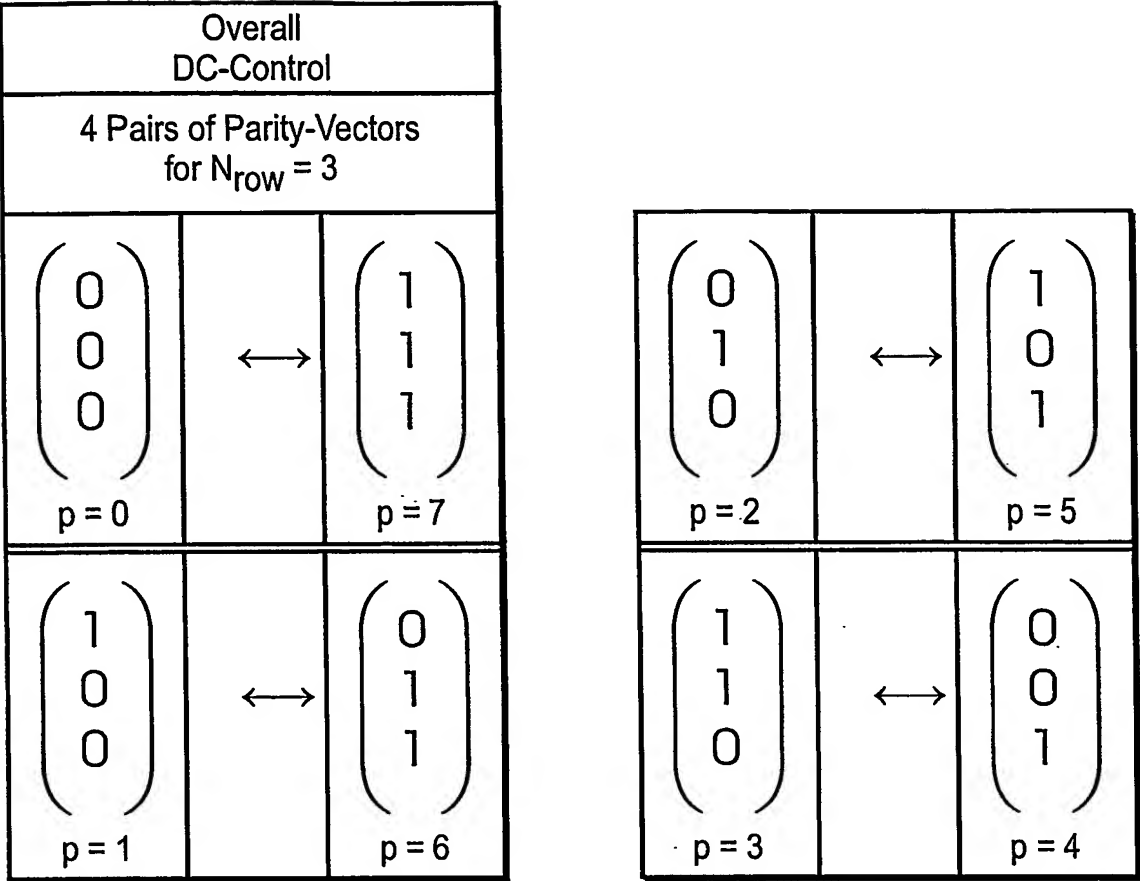 Overall
DC-Control
4 Pairs of Parity-Vectors
for Nrow = 3
0 1
0 ↔ 1
0 1
p = 0 p = 7
1 0
0 ↔ 1
0 1
p = 1 p = 6
0 1
1 ↔ 0
0 1
p = 2 p = 5
1 0
1 ↔ 0
0 1
p = 3 p = 4